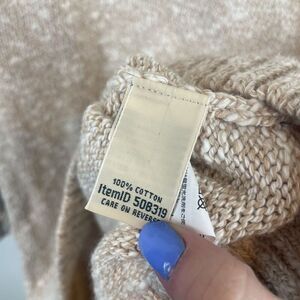 100% COTTON
ItemID 508319
CARE ON REVERSE